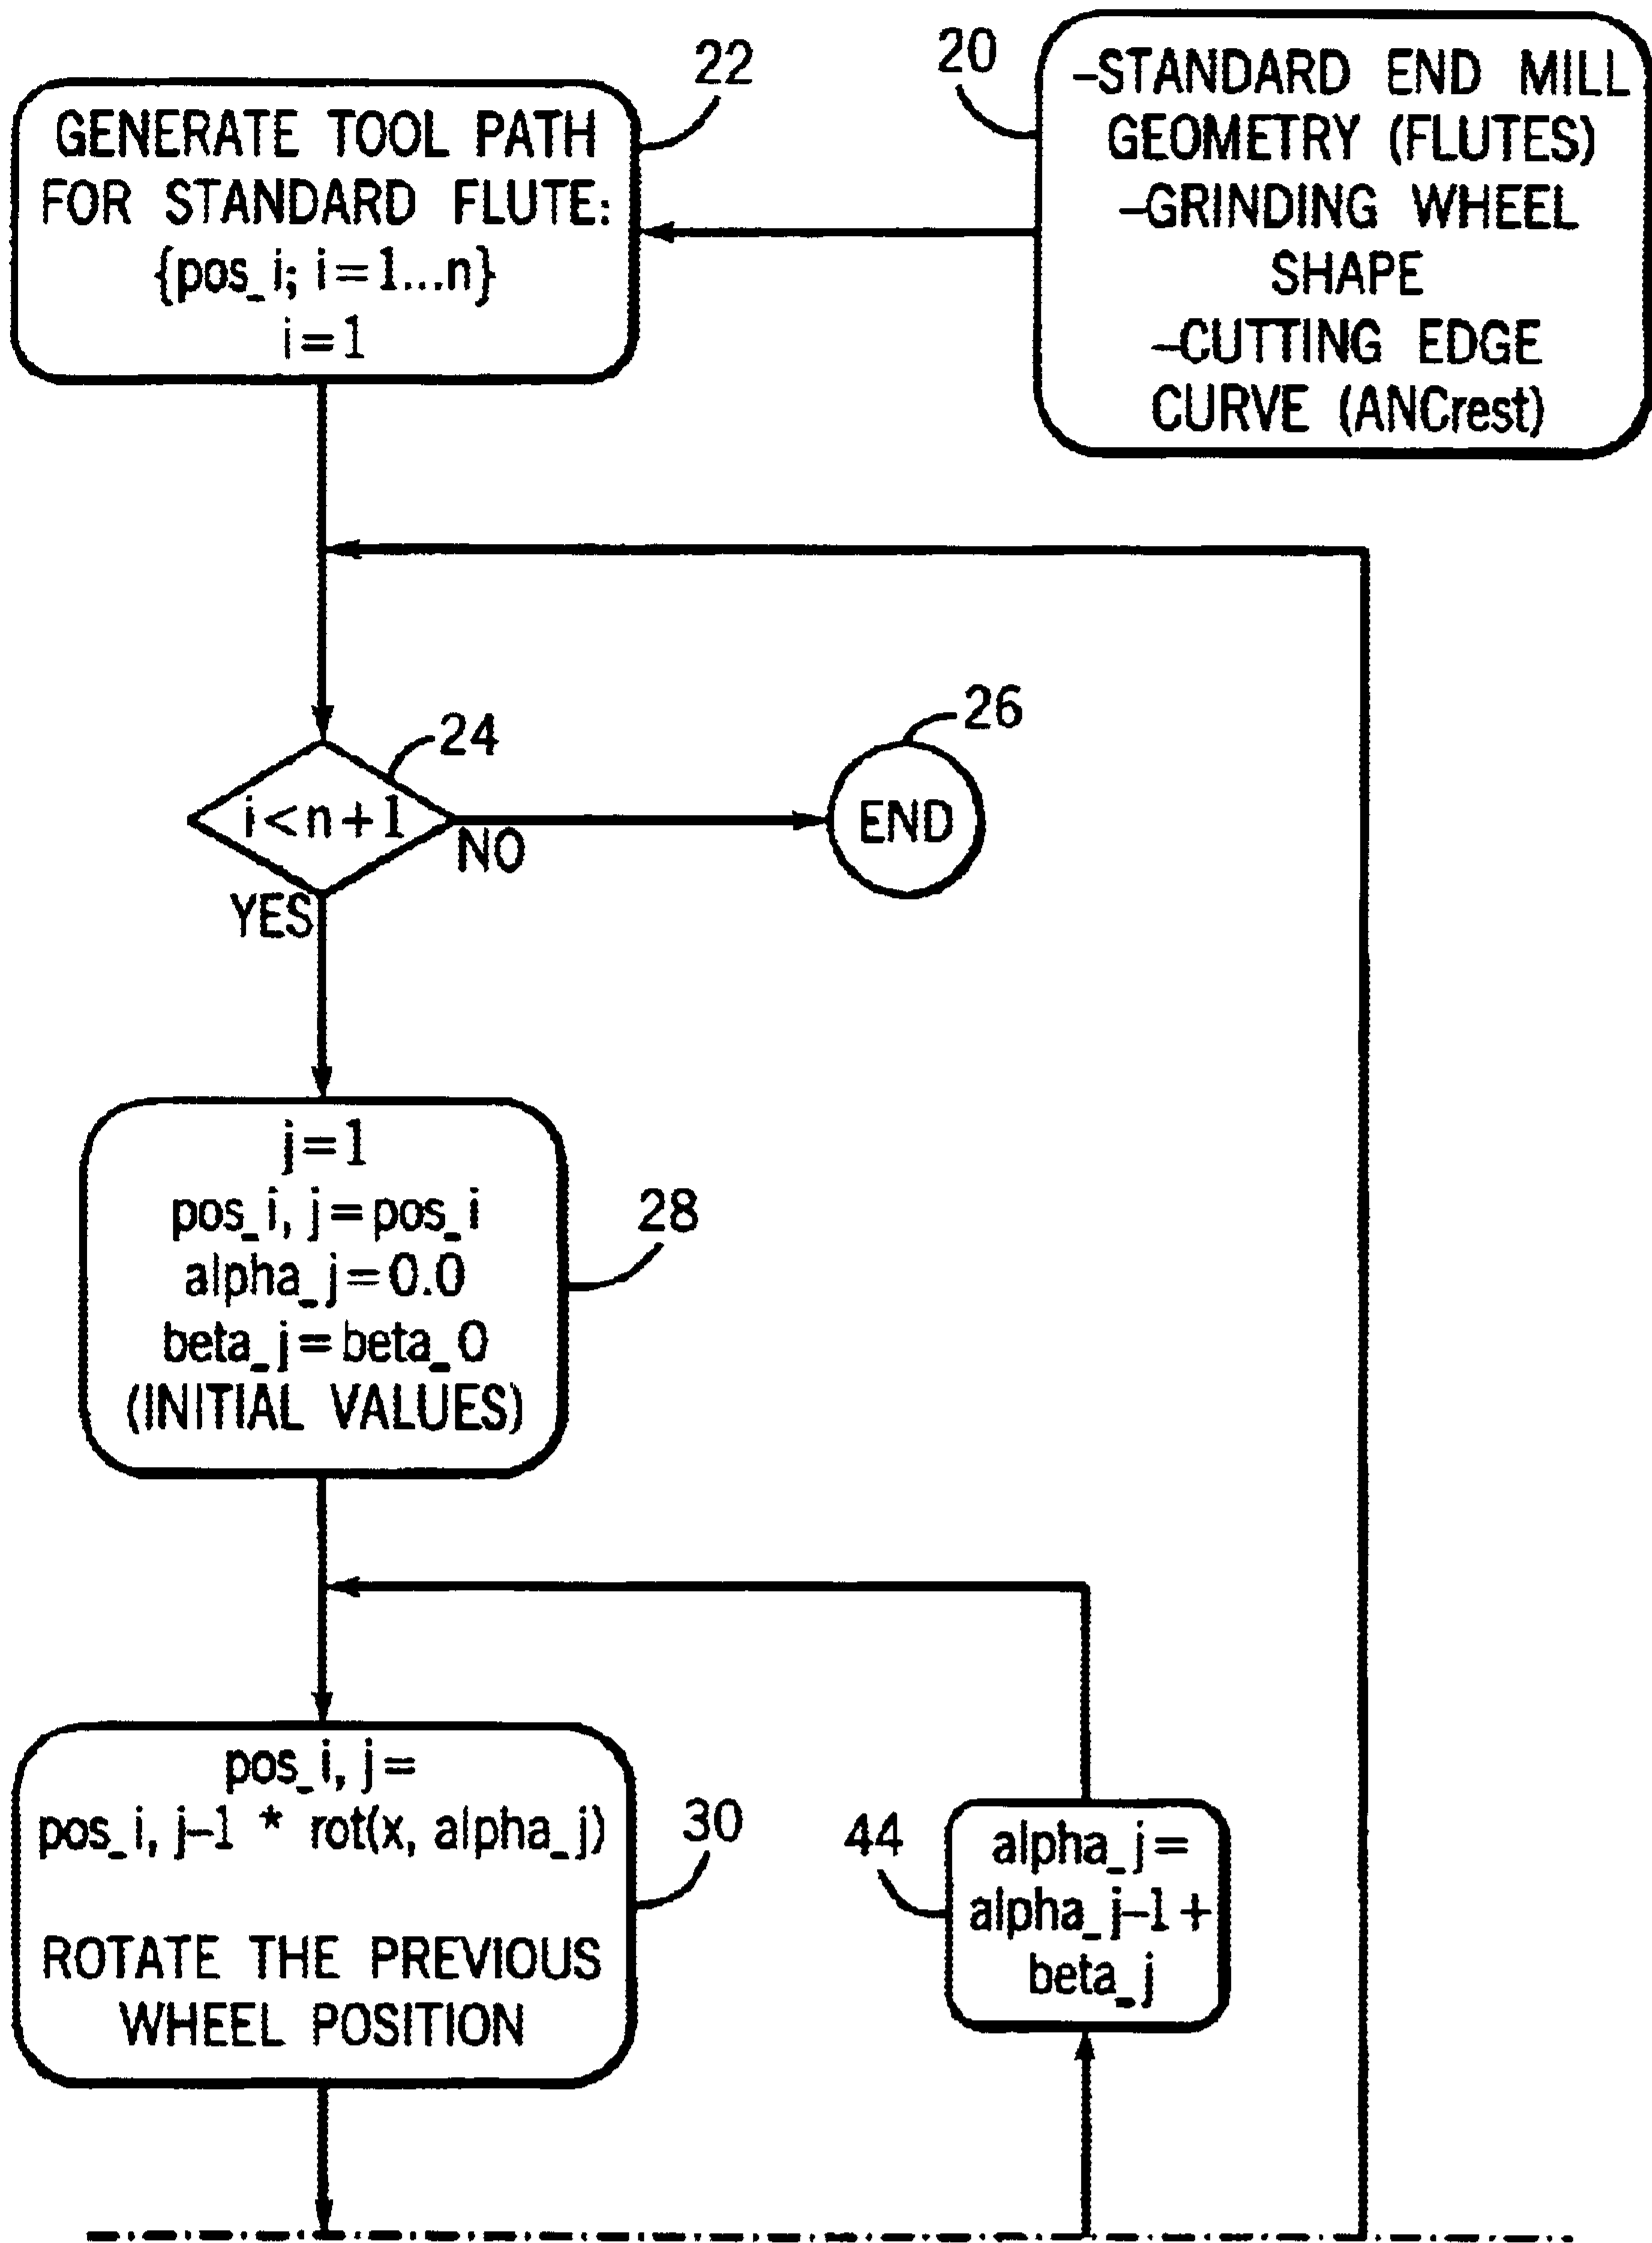 22
GENERATE TOOL PATH
FOR STANDARD FLUTE:
{pos_i; i=1...n}
i=1
20
–STANDARD END MILL
GEOMETRY (FLUTES)
–GRINDING WHEEL
SHAPE
–CUTTING EDGE
CURVE (ANCrest)
24
i<n+1
NO
YES
26
END
28
j=1
pos_i, j=pos_i
alpha_j=0.0
beta_j=beta_0
(INITIAL VALUES)
30
pos_i, j=
pos_i, j–1 * rot(x, alpha_j)
ROTATE THE PREVIOUS
WHEEL POSITION
44
alpha_j=
alpha_j–1+
beta_j